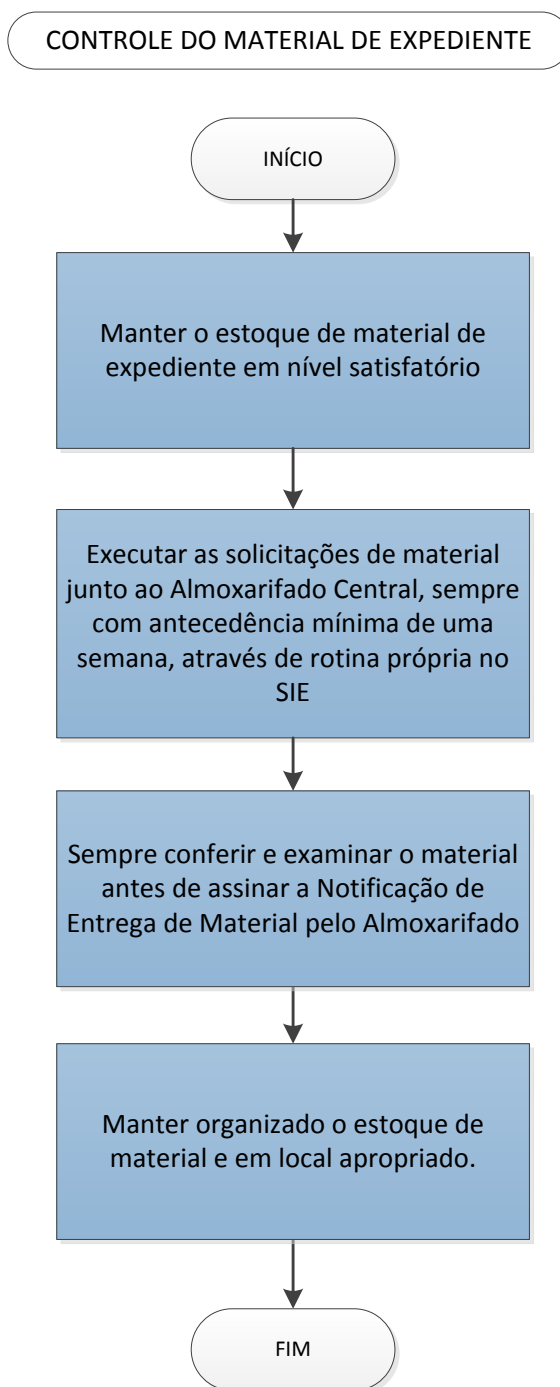 CONTROLE DO MATERIAL DE EXPEDIENTE
INÍCIO
Manter o estoque de material de
expediente em nível satisfatório
Executar as solicitações de material
junto ao Almoxarifado Central, sempre
com antecedência mínima de uma
semana, através de rotina própria no
SIE
Sempre conferir e examinar o material
antes de assinar a Notificação de
Entrega de Material pelo Almoxarifado
Manter organizado o estoque de
material e em local apropriado.
FIM